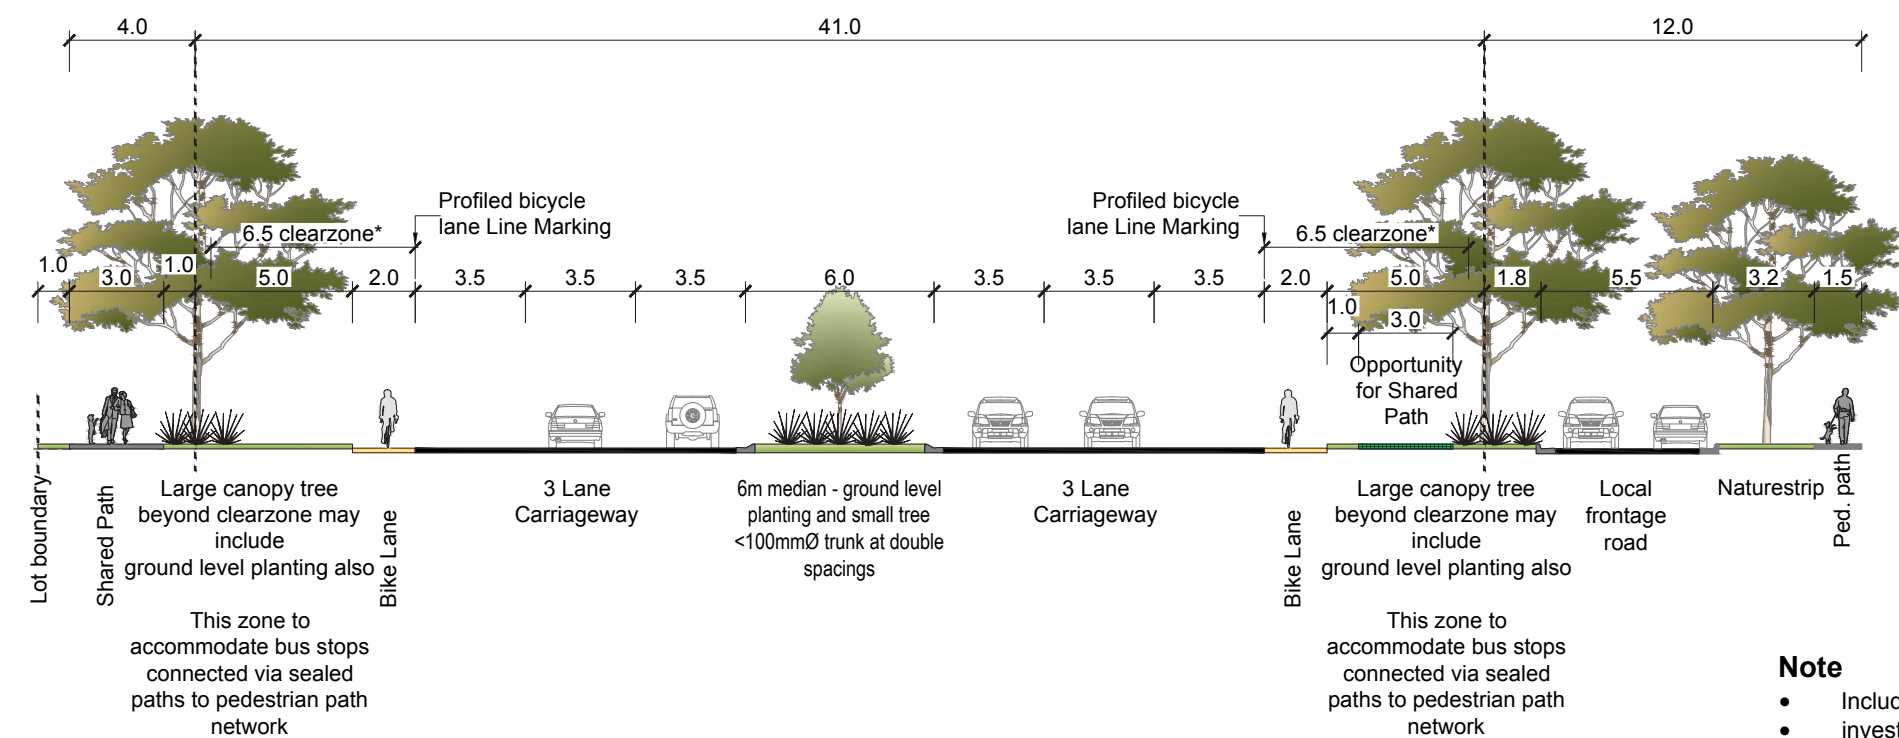 4.0
41.0
12.0
Profiled bicycle
lane Line Marking
Profiled bicycle
lane Line Marking
6.5 clearzone*
6.5 clearzone*
1.0
3.0
1.0
5.0
2.0
3.5
3.5
3.5
6.0
3.5
3.5
3.5
2.0
5.0
1.8
5.5
3.2
1.5
1.0
3.0
Opportunity
for Shared
Path
Lot boundary
Shared Path
Large canopy tree
beyond clearzone may
include
ground level planting also
This zone to
accommodate bus stops
connected via sealed
paths to pedestrian path
network
Bike Lane
3 Lane
Carriageway
6m median - ground level
planting and small tree
<100mmØ trunk at double
spacings
3 Lane
Carriageway
Bike Lane
Large canopy tree
beyond clearzone may
include
ground level planting also
This zone to
accommodate bus stops
connected via sealed
paths to pedestrian path
network
Local
frontage
road
Naturestrip
Ped. path
Note
• Includ
• invest